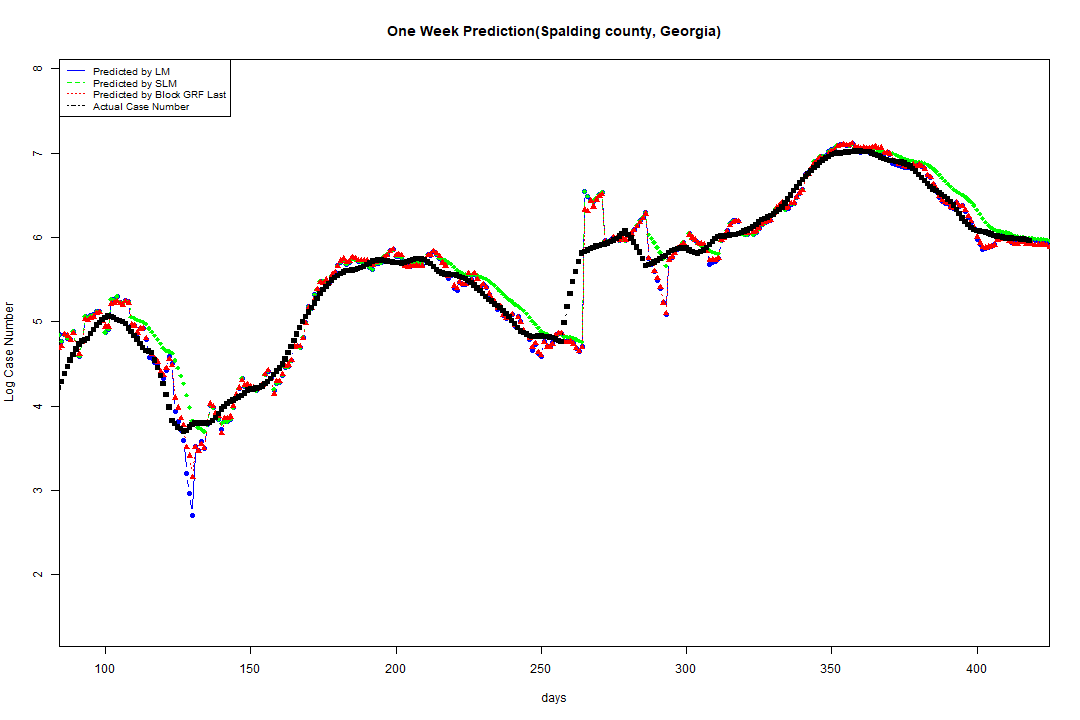 One Week Prediction(Spalding county, Georgia)
Predicted by LM
Predicted by SLM
Predicted by Block GRF Last
Actual Case Number
8
7
6
5
4
3
2
Log Case Number
100 150 200 250 300 350 400
days